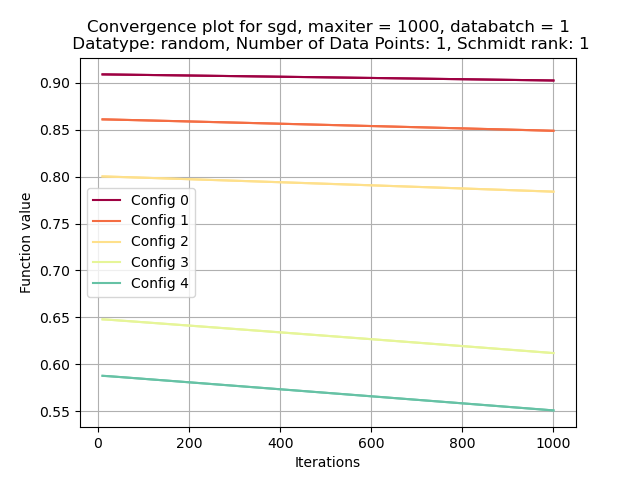 Convergence plot for sgd, maxiter = 1000, databatch = 1
Datatype: random, Number of Data Points: 1, Schmidt rank: 1
Function value
0.90
0.85
0.80
0.75
0.70
0.65
0.60
0.55
Config 0
Config 1
Config 2
Config 3
Config 4
0 200 400 600 800 1000
Iterations